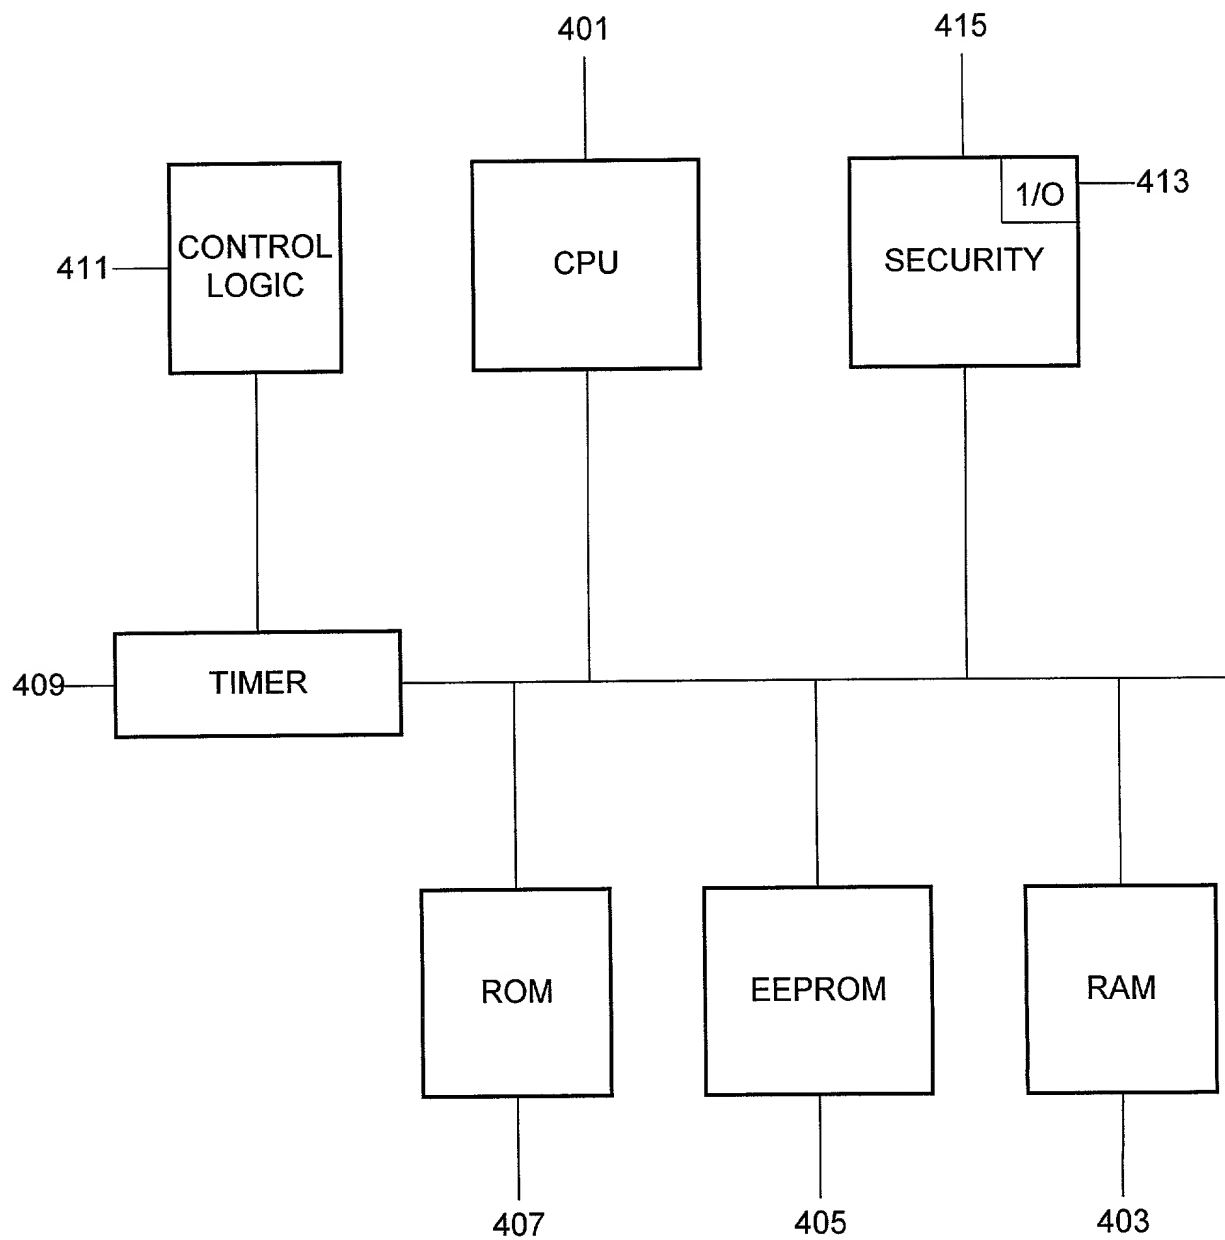 401
415
1/O
413
CONTROL
LOGIC
411
CPU
SECURITY
409
TIMER
ROM
EEPROM
RAM
407
405
403